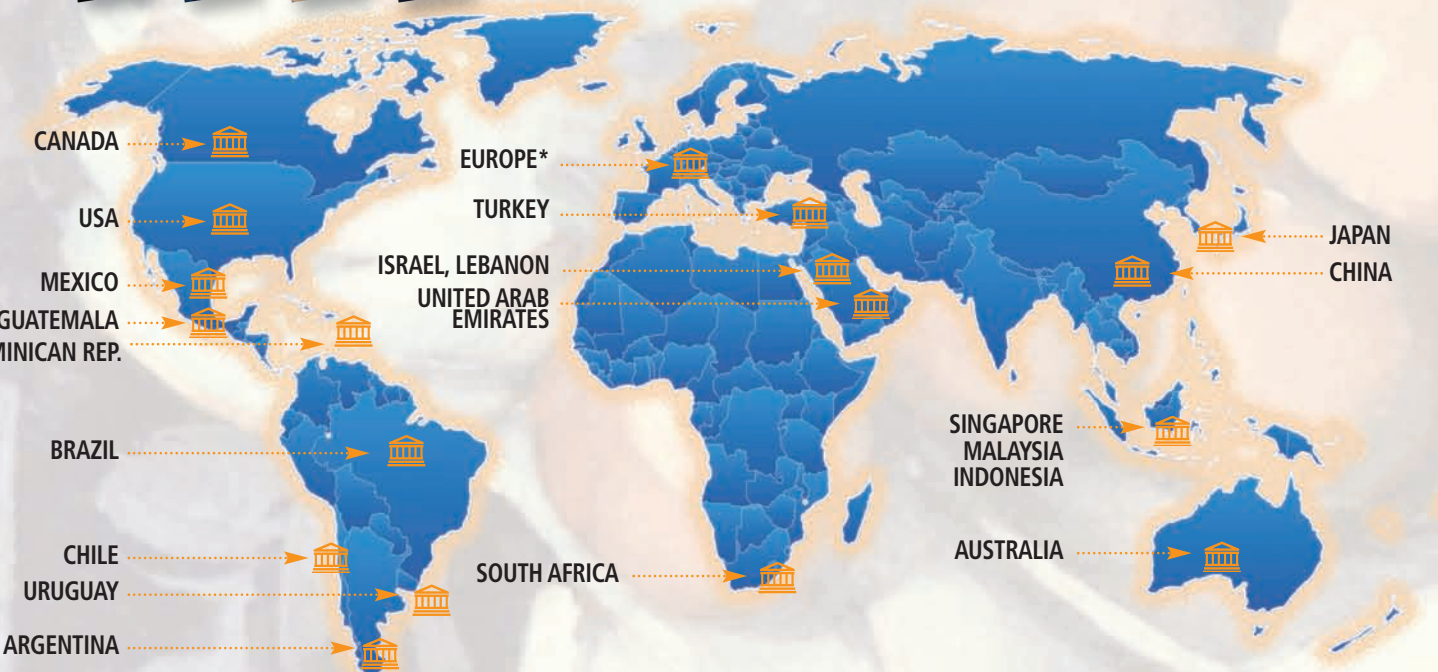 CANADA
USA
MEXICO
GUATEMALA
REP.
BRAZIL
CHILE
URUGUAY
ARGENTINA
EUROPE*
TURKEY
ISRAEL, LEBANON
UNITED ARAB
EMIRATES
SOUTH AFRICA
JAPAN
CHINA
SINGAPORE
MALAYSIA
INDONESIA
AUSTRALIA